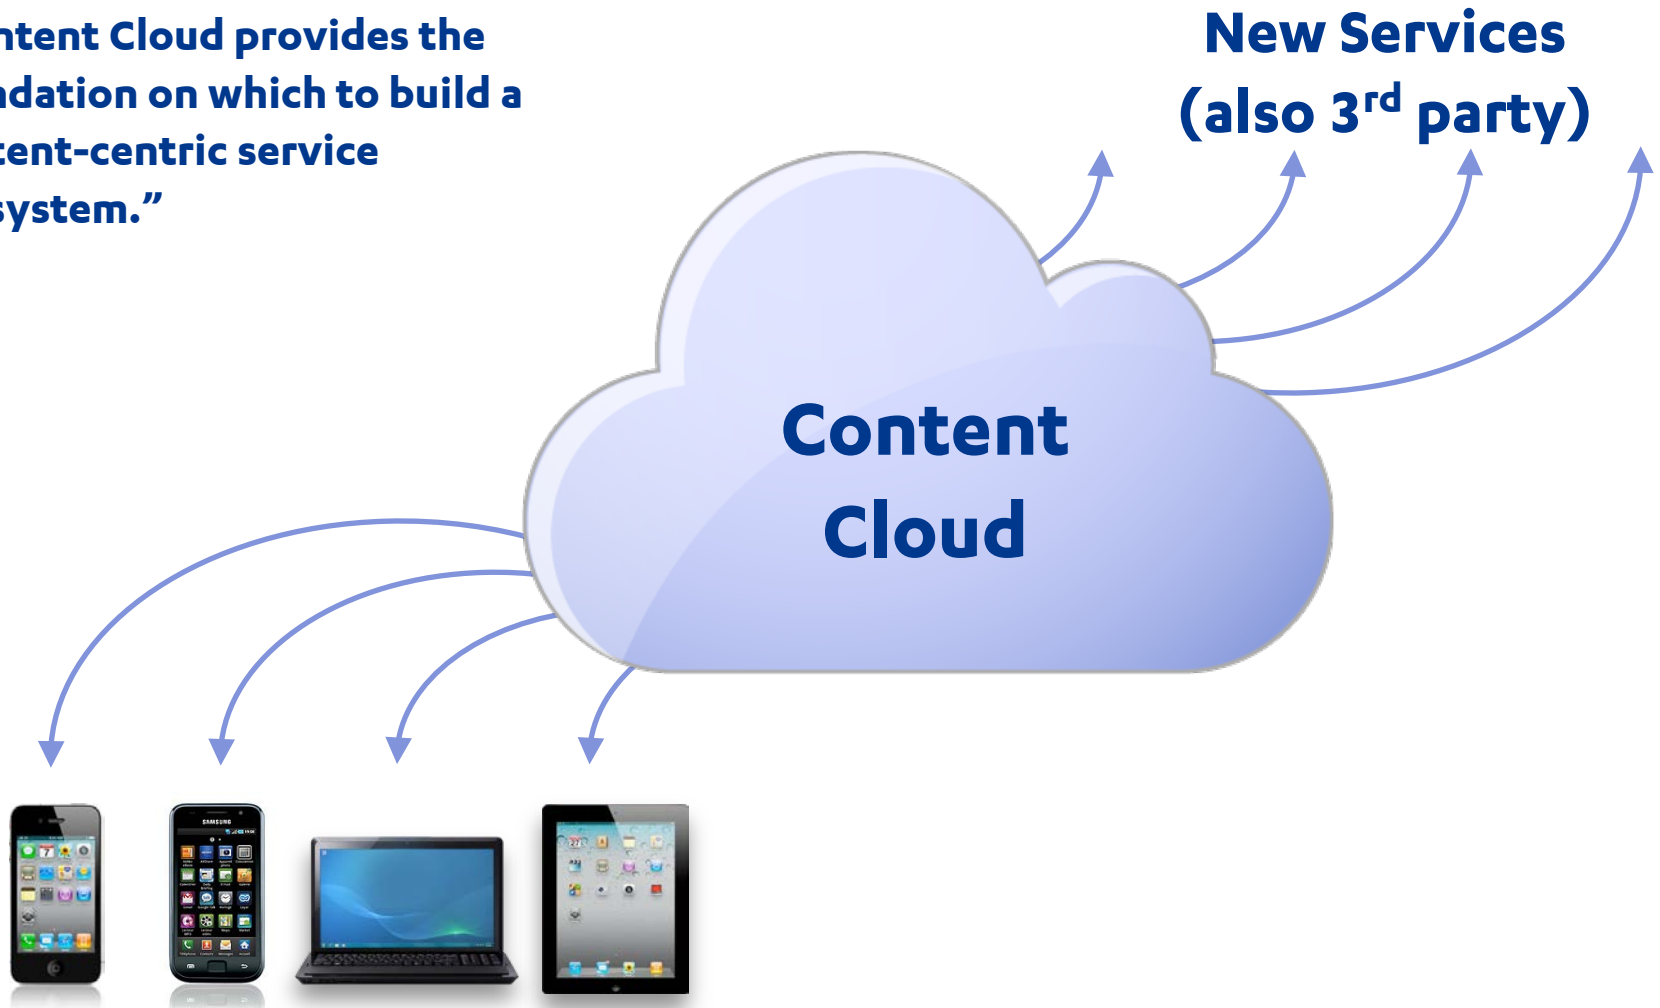 ntent Cloud provides the
ndation on which to build a
tent-centric service
system.”
New Services
(also 3rd party)
Content
Cloud
SAMSUNG